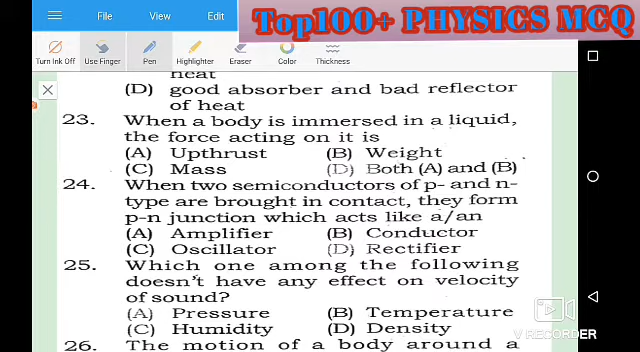 File View Edit
Top100+ PHYSICS MCQ
Turn Ink Off Use Finger Pen Highlighter Eraser Color Thickness
heat
(D) good absorber and bad reflector
of heat
23. When a body is immersed in a liquid,
the force acting on it is
(A) Upthrust (B) Weight
(C) Mass (D) Both (A) and (B)
24. When two semiconductors of p- and n-
type are brought in contact, they form
p-n junction which acts like a/an
(A) Amplifier (B) Conductor
(C) Oscillator (D) Rectifier
25. Which one among the following
doesn't have any effect on velocity
of sound?
(A) Pressure (B) Temperature
(C) Humidity (D) Density
26. The motion of a body around a
V RECORDER